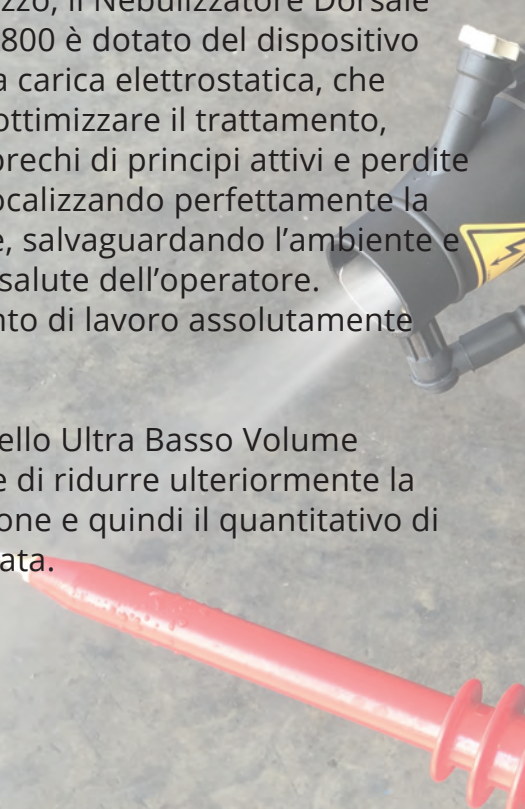 zzo, il Nebulizzatore Dorsale
800 è dotato del dispositivo
a carica elettrostatica, che
ottimizzare il trattamento,
prechi di principi attivi e perdite
ocalizzando perfettamente la
e, salvaguardando l’ambiente e
salute dell’operatore.
nto di lavoro assolutamente
ello Ultra Basso Volume
e di ridurre ulteriormente la
one e quindi il quantitativo di
ata.